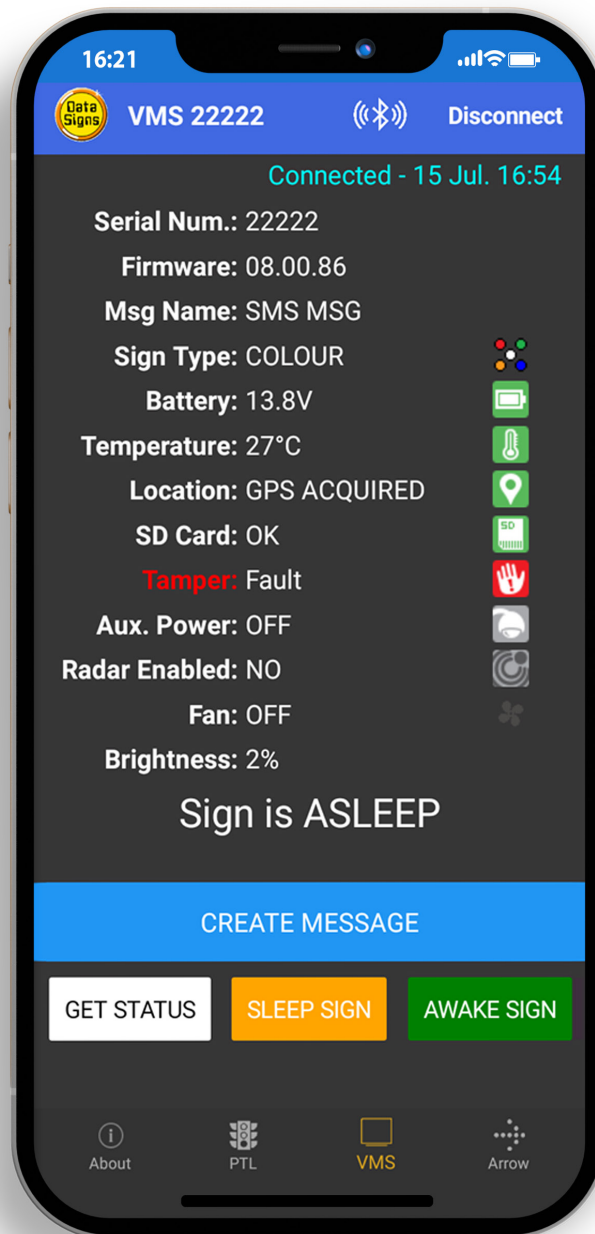 16:21
Data
Signs
VMS 22222
Disconnect
Connected - 15 Jul. 16:54
Serial Num.: 22222
Firmware: 08.00.86
Msg Name: SMS MSG
Sign Type: COLOUR
Battery: 13.8V
Temperature: 27°C
Location: GPS ACQUIRED
SD Card: OK
SD
Tamper: Fault
Aux. Power: OFF
Radar Enabled: NO
Fan: OFF
Brightness: 2%
Sign is ASLEEP
CREATE MESSAGE
GET STATUS SLEEP SIGN AWAKE SIGN
About PTL VMS Arrow